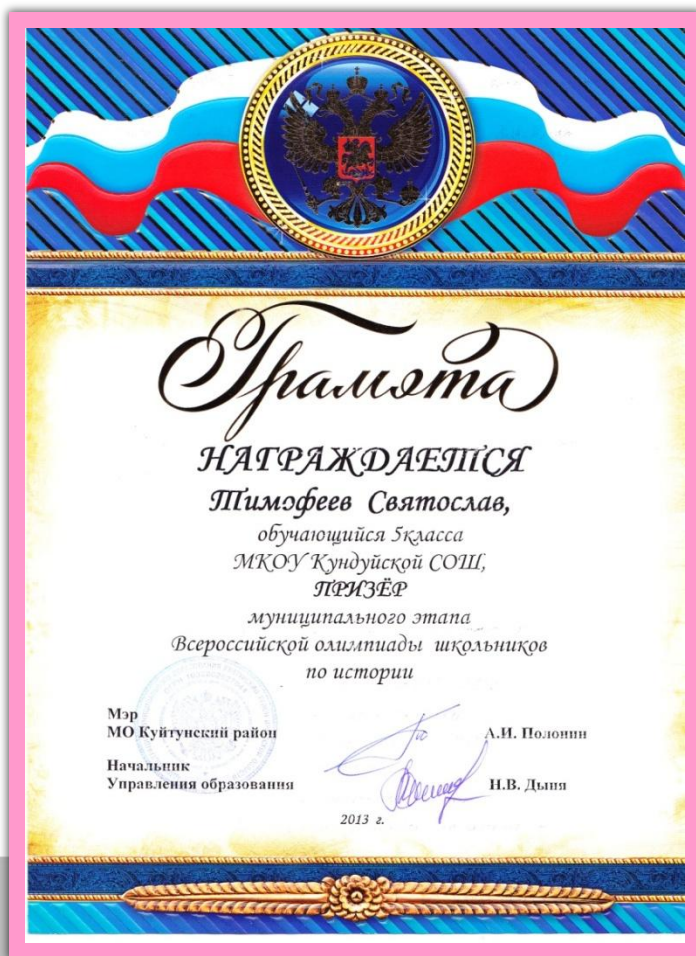 Грамота
НАГРАЖДАЕТСЯ
Тимофеев Святослав,
обучающийся 5класса
МКОУ Кундуйской СОШ,
ПРИЗЁР
муниципального этапа
Всероссийской олимпиады школьников
по истории
Мэр
МО Куйтунский район
А.И. Полонин
Начальник
Управления образования
Н.В. Дыня
2013 г.